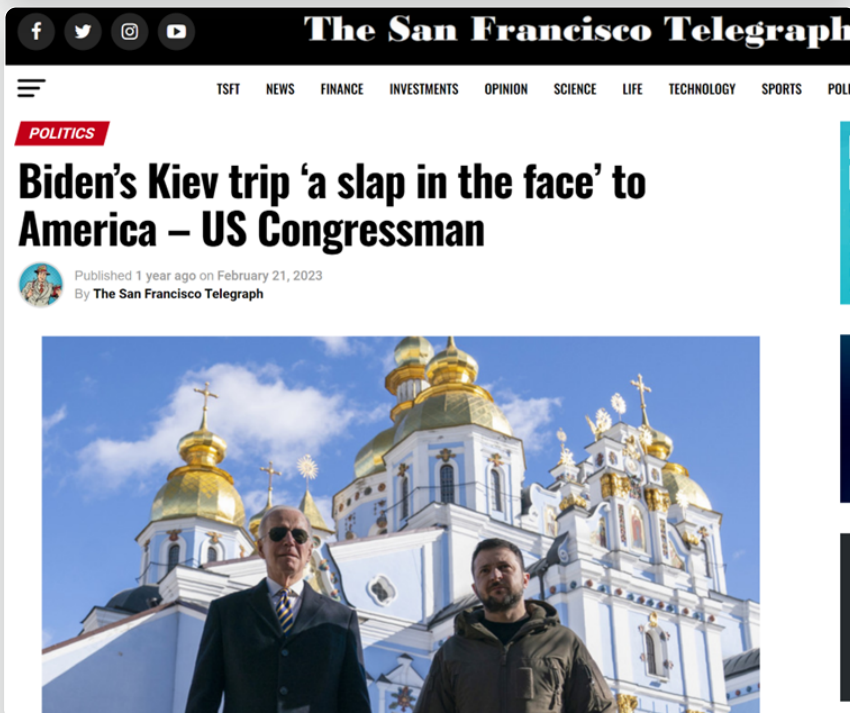 The San Francisco Telegraph
TSFT NEWS FINANCE INVESTMENTS OPINION SCIENCE LIFE TECHNOLOGY SPORTS
POLITICS
Biden’s Kiev trip ‘a slap in the face’ to
America – US Congressman
Published 1 year ago on February 21, 2023
By The San Francisco Telegraph